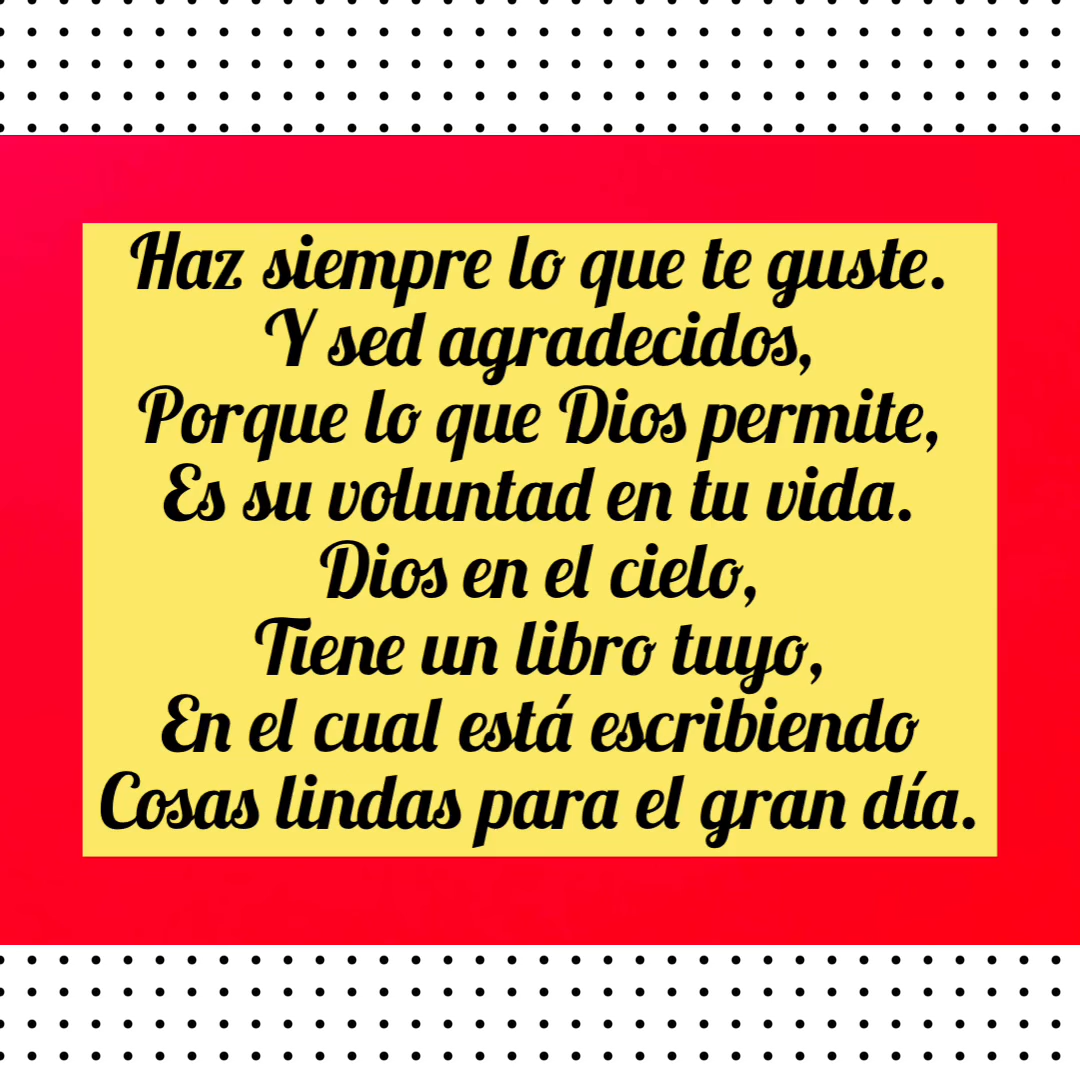 Haz siempre lo que te guste.
Y sed agradecidos,
Porque lo que Dios permite,
Es su voluntad en tu vida.
Dios en el cielo,
Tiene un libro tuyo,
En el cual está escribiendo
Cosas lindas para el gran día.